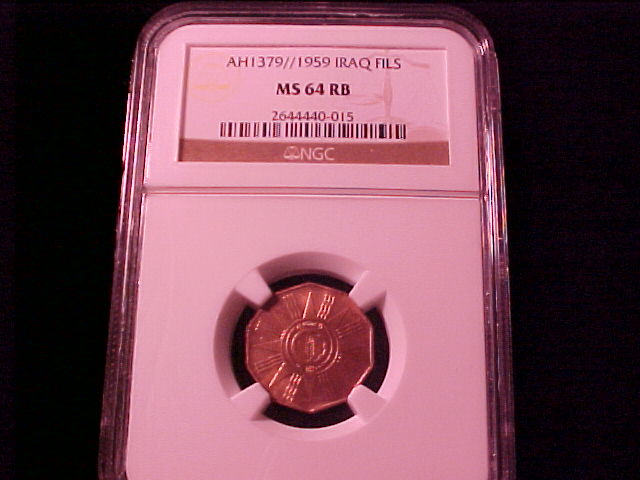 AH1379//1959 IRAQ FILS
MS 64 RB
2644440-015
NGC